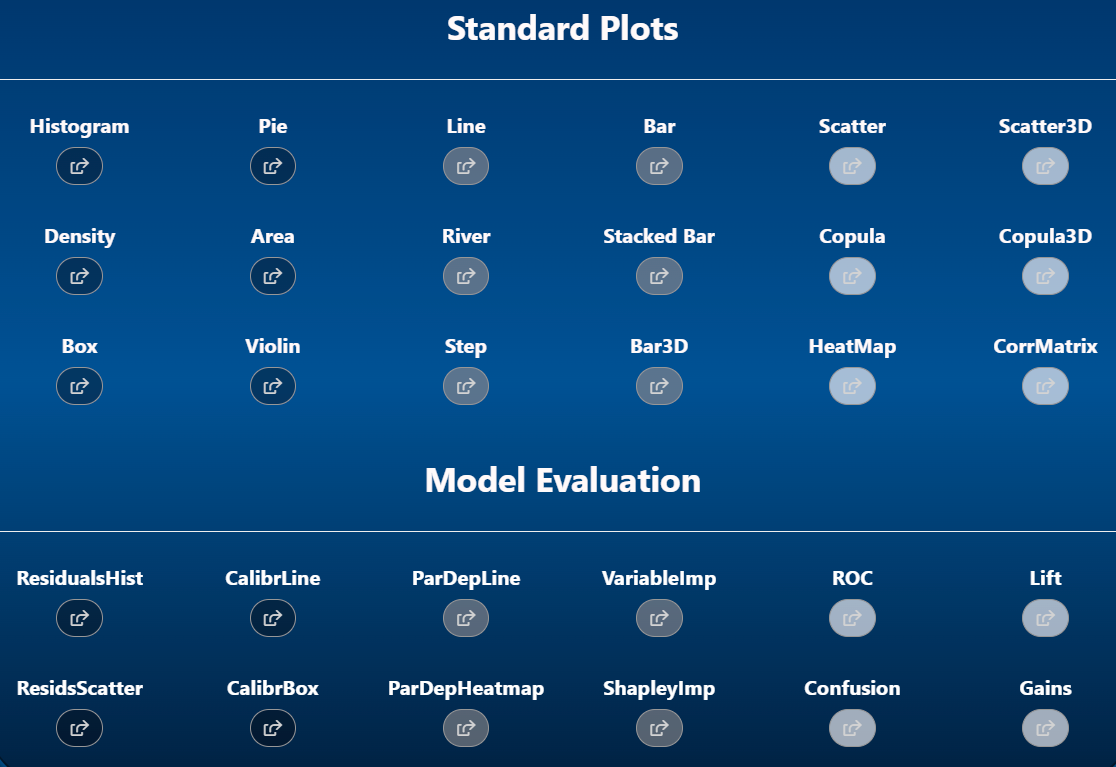 Standard Plots
Histogram Pie Line Bar Scatter Scatter3D
Density Area River Stacked Bar Copula Copula3D
Box Violin Step Bar3D HeatMap CorrMatrix
Model Evaluation
ResidualsHist CalibrLine ParDepLine VariableImp ROC Lift
ResidsScatter CalibrBox ParDepHeatmap ShapleyImp Confusion Gains